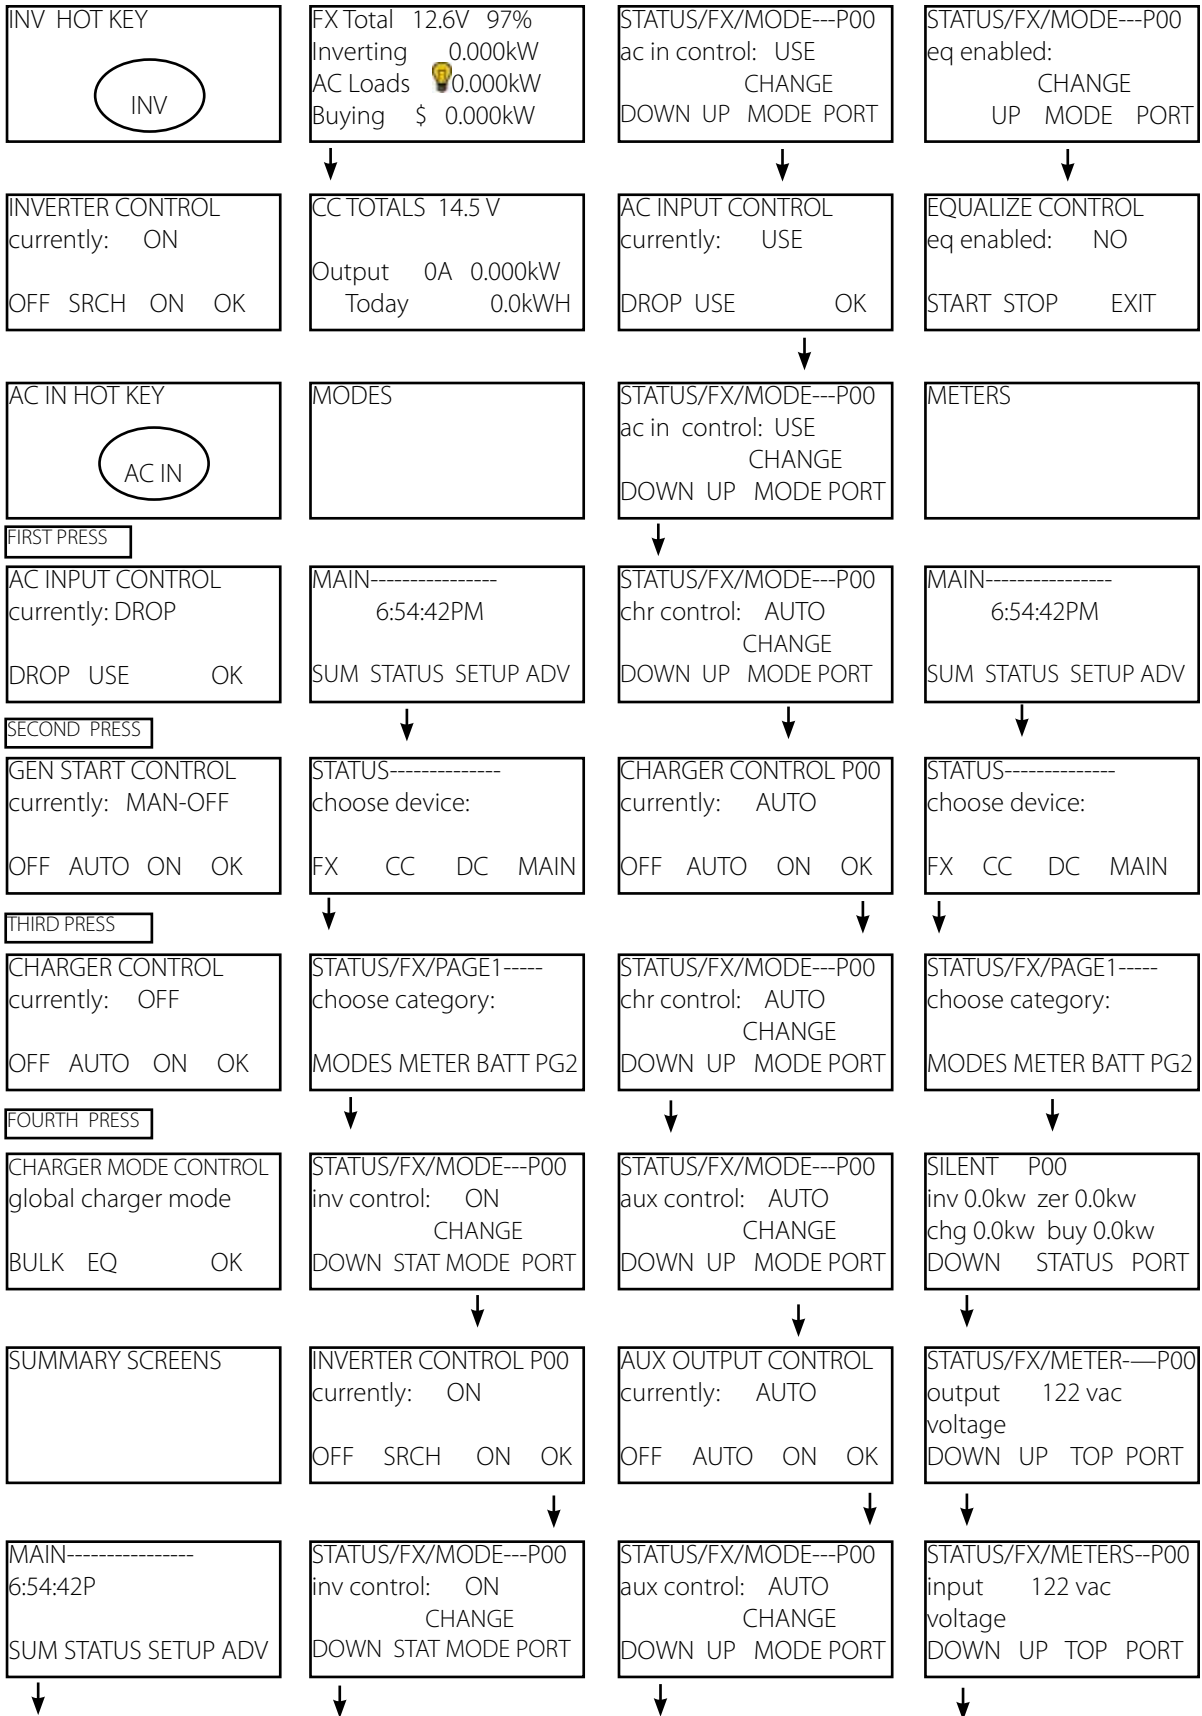 INV HOT KEY
INV
INVERTER CONTROL
currently: ON
OFF SRCH ON OK
AC IN HOT KEY
AC IN
FIRST PRESS
AC INPUT CONTROL
currently: DROP
DROP USE OK
SECOND PRESS
GEN START CONTROL
currently: MAN-OFF
OFF AUTO ON OK
THIRD PRESS
CHARGER CONTROL
currently: OFF
OFF AUTO ON OK
FOURTH PRESS
CHARGER MODE CONTROL
global charger mode
BULK EQ OK
SUMMARY SCREENS
MAIN----------------
6:54:42P
SUM STATUS SETUP ADV
FX Total 12.6V 97%
Inverting 0.000kW
AC Loads 0.000kW
Buying $ 0.000kW
CC TOTALS 14.5 V
Output 0A 0.000kW
Today 0.0kWH
MODES
MAIN----------------
6:54:42PM
SUM STATUS SETUP ADV
STATUS--------------
choose device:
FX CC DC MAIN
STATUS/FX/PAGE1-----
choose category:
MODES METER BATT PG2
STATUS/FX/MODE---P00
inv control: ON
CHANGE
DOWN STAT MODE PORT
INVERTER CONTROL P00
currently: ON
OFF SRCH ON OK
STATUS/FX/MODE---P00
inv control: ON
CHANGE
DOWN STAT MODE PORT
STATUS/FX/MODE---P00
ac in control: USE
CHANGE
DOWN UP MODE PORT
AC INPUT CONTROL
currently: USE
DROP USE OK
STATUS/FX/MODE---P00
ac in control: USE
CHANGE
DOWN UP MODE PORT
STATUS/FX/MODE---P00
chr control: AUTO
CHANGE
DOWN UP MODE PORT
CHARGER CONTROL P00
currently: AUTO
OFF AUTO ON OK
STATUS/FX/MODE---P00
chr control: AUTO
CHANGE
DOWN UP MODE PORT
STATUS/FX/MODE---P00
aux control: AUTO
CHANGE
DOWN UP MODE PORT
AUX OUTPUT CONTROL
currently: AUTO
OFF AUTO ON OK
STATUS/FX/MODE---P00
aux control: AUTO
CHANGE
DOWN UP MODE PORT
STATUS/FX/MODE---P00
eq enabled:
CHANGE
UP MODE PORT
EQUALIZE CONTROL
eq enabled: NO
START STOP EXIT
METERS
MAIN----------------
6:54:42PM
SUM STATUS SETUP ADV
STATUS--------------
choose device:
FX CC DC MAIN
STATUS/FX/PAGE1-----
choose category:
MODES METER BATT PG2
SILENT P00
inv 0.0kw zer 0.0kw
chg 0.0kw buy 0.0kw
DOWN STATUS PORT
STATUS/FX/METER-—P00
output 122 vac
voltage
DOWN UP TOP PORT
STATUS/FX/METERS--P00
input 122 vac
voltage
DOWN UP TOP PORT